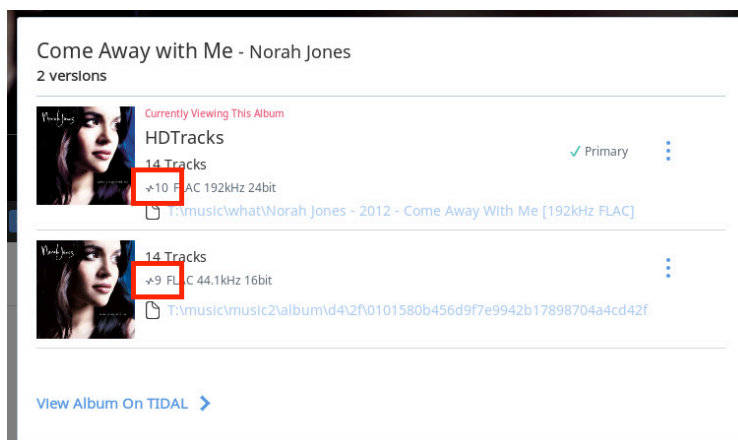 Come Away with Me - Norah Jones
2 versions
Currently Viewing This Album
HDTracks
14 Tracks
Primary
10 FLAC 192kHz 24bit
T:\music\what\Norah Jones - 2012 - Come Away With Me [192kHz FLAC]
14 Tracks
9 FLAC 44.1kHz 16bit
T:\music\music2\album\d4\2f\0101580b456d9f7e9942b17898704a4cd42f
View Album On TIDAL